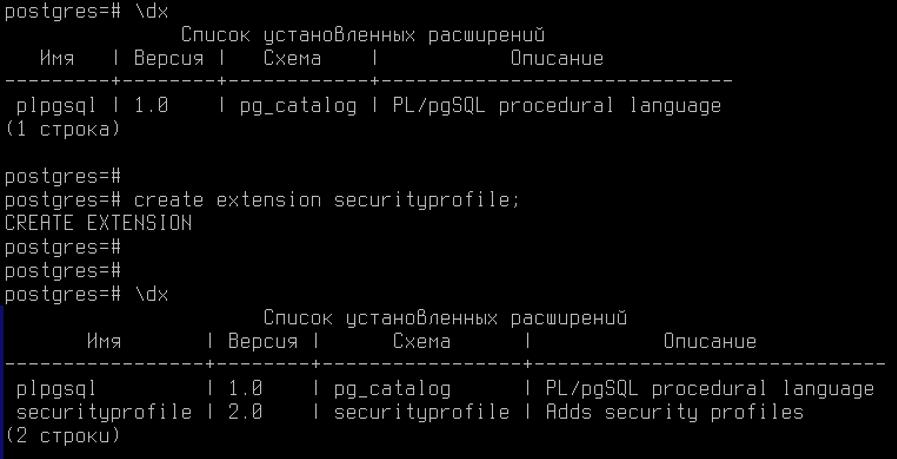 postgres=# \dx
Список установленных расширений
Имя | Версия | Схема | Описание
---------+--------+------------+------------------------------
plpgsql | 1.0 | pg_catalog | PL/pgSQL procedural language
(1 строка)
postgres=#
postgres=# create extension securityprofile;
CREATE EXTENSION
postgres=#
postgres=#
postgres=# \dx
Список установленных расширений
Имя | Версия | Схема | Описание
-----------------+--------+-----------------+------------------------------
plpgsql | 1.0 | pg_catalog | PL/pgSQL procedural language
securityprofile | 2.0 | securityprofile | Adds security profiles
(2 строки)